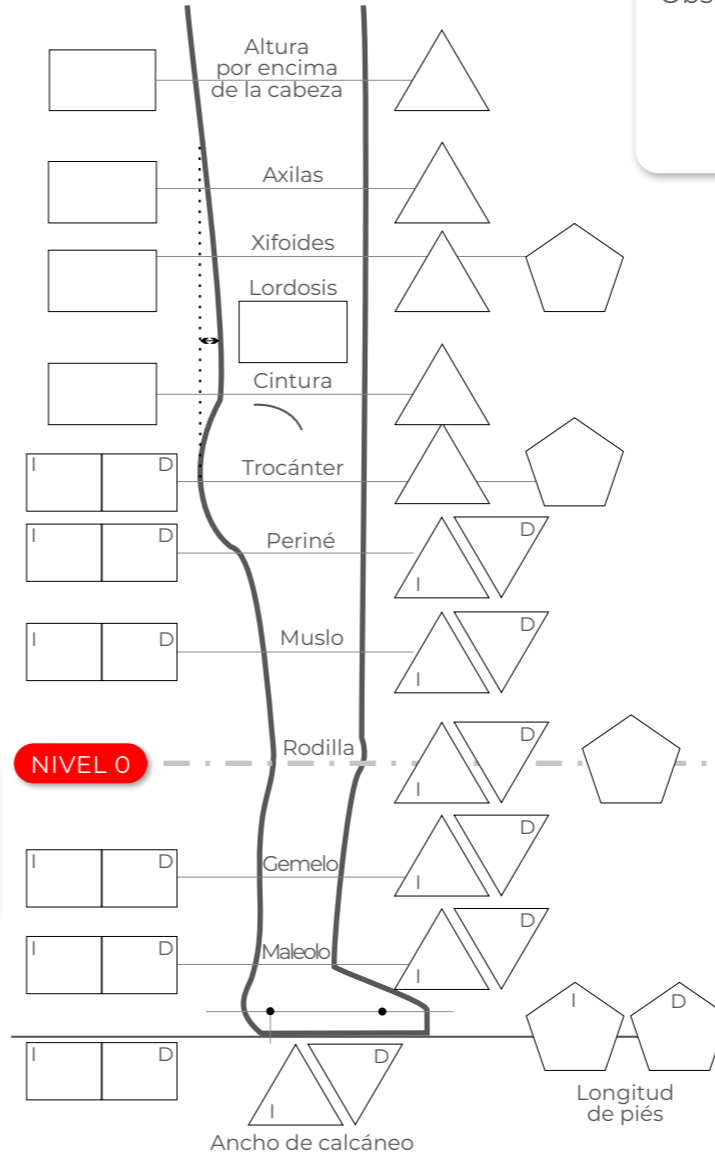 Obs
Altura
por encima
de la cabeza
Axilas
Xifoides
Lordosis
Cintura
I D
Trocánter
I D
Periné
I D
I D
Muslo
I D
NIVEL 0
Rodilla
I D
I D
Gemelo
I D
I D
Maleolo
I D
I D
I D
I D
Ancho de calcáneo
Longitud
de piés